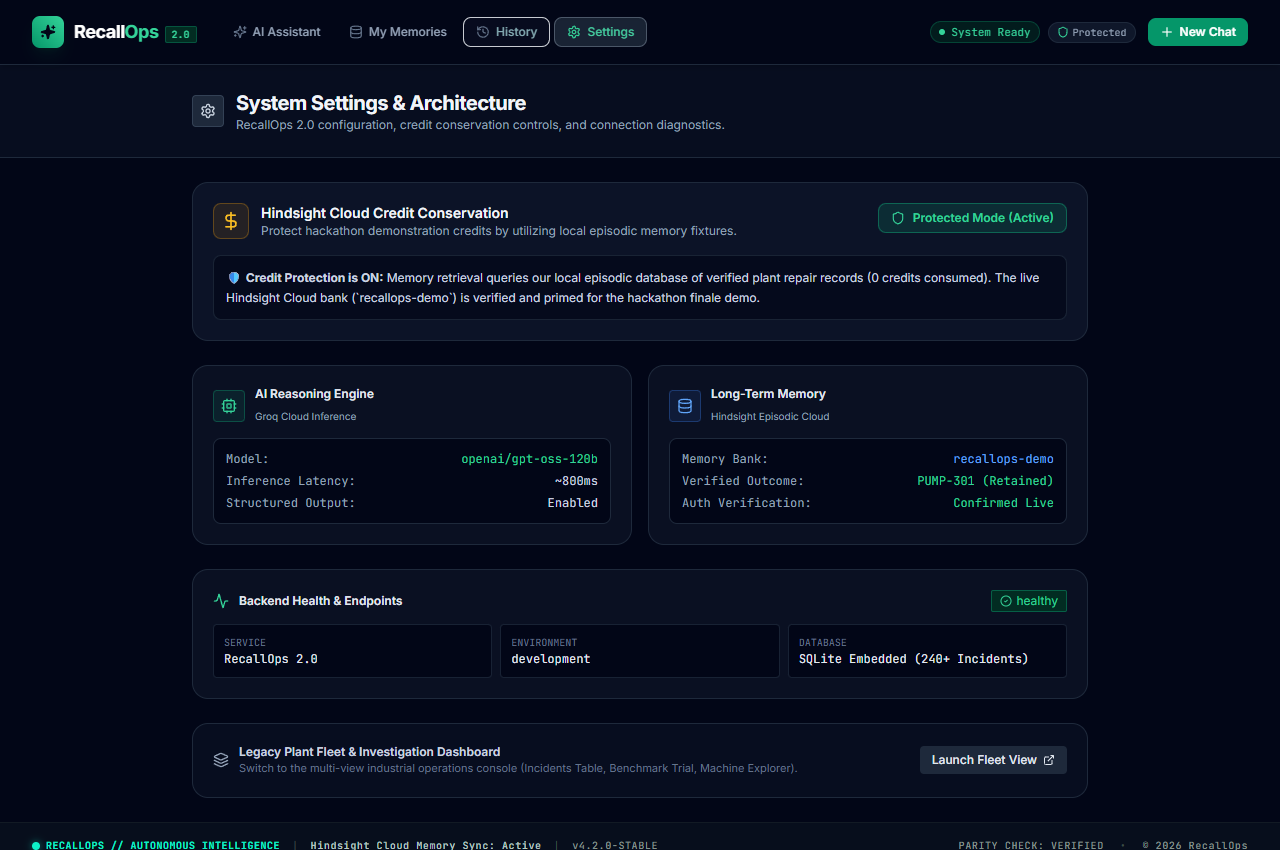 RecallOps 2.0
AI Assistant
My Memories
History
Settings
System Ready
Protected
New Chat
System Settings & Architecture
RecallOps 2.0 configuration, credit conservation controls, and connection diagnostics.
Hindsight Cloud Credit Conservation
Protect hackathon demonstration credits by utilizing local episodic memory fixtures.
Protected Mode (Active)
Credit Protection is ON: Memory retrieval queries our local episodic database of verified plant repair records (0 credits consumed). The live
Hindsight Cloud bank (`recallops-demo`) is verified and primed for the hackathon finale demo.
AI Reasoning Engine
Groq Cloud Inference
Model: openai/gpt-oss-120b
Inference Latency: ~800ms
Structured Output: Enabled
Long-Term Memory
Hindsight Episodic Cloud
Memory Bank: recallops-demo
Verified Outcome: PUMP-301 (Retained)
Auth Verification: Confirmed Live
Backend Health & Endpoints
healthy
SERVICE
RecallOps 2.0
ENVIRONMENT
development
DATABASE
SQLite Embedded (240+ Incidents)
Legacy Plant Fleet & Investigation Dashboard
Switch to the multi-view industrial operations console (Incidents Table, Benchmark Trial, Machine Explorer).
Launch Fleet View
RECALLOPS // AUTONOMOUS INTELLIGENCE | Hindsight Cloud Memory Sync: Active | v4.2.0-STABLE
PARITY CHECK: VERIFIED • © 2026 RecallOps